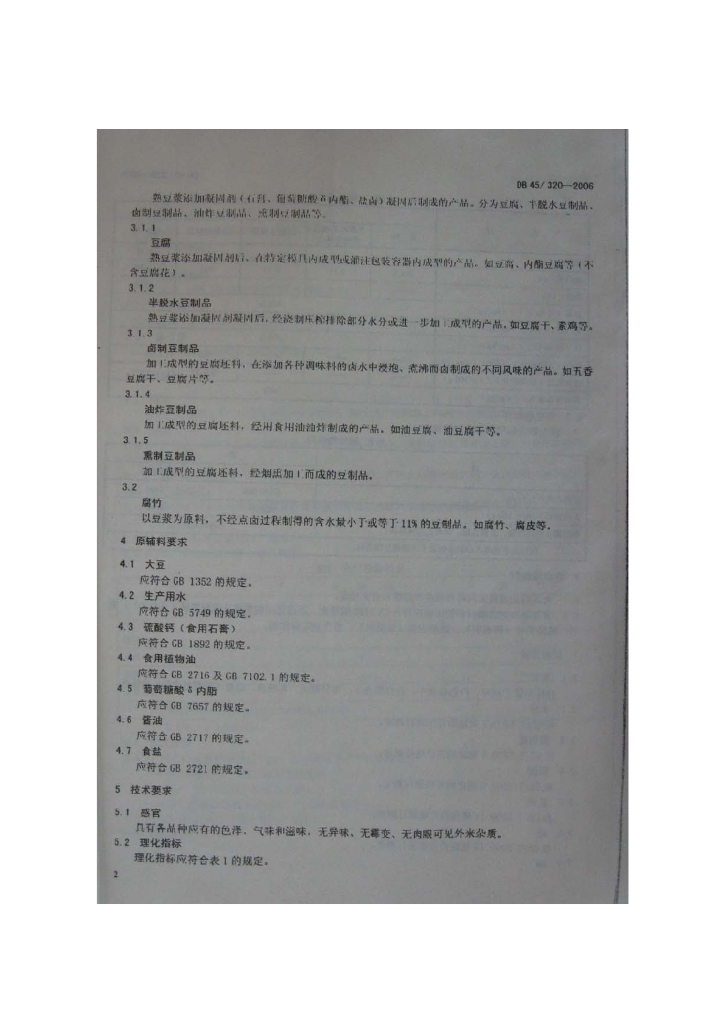 DB 45/ 320—2006
熟豆浆添加凝固剂（石膏、葡萄糖酸δ内酯、盐卤）凝固后制成的产品。分为豆腐、半脱水豆制品、
卤制豆制品、油炸豆制品、熏制豆制品等。
3.1.1
豆腐
熟豆浆添加凝固剂后，在特定模具内成型或灌注包装容器内成型的产品。如豆腐、内酯豆腐等（不
含豆腐花）。
3.1.2
半脱水豆制品
熟豆浆添加凝固剂凝固后，经浇制压榨排除部分水分或进一步加工成型的产品，如豆腐干、素鸡等。
3.1.3
卤制豆制品
加工成型的豆腐坯料，在添加各种调味料的卤水中浸泡、煮沸而卤制成的不同风味的产品。如五香
豆腐干、豆腐片等。
3.1.4
油炸豆制品
加工成型的豆腐坯料，经用食用油油炸制成的产品。如油豆腐、油豆腐干等。
3.1.5
熏制豆制品
加工成型的豆腐坯料，经烟熏加工而成的豆制品。
3.2
腐竹
以豆浆为原料，不经点卤过程制得的含水量小于或等于11%的豆制品。如腐竹、腐皮等。
4 原辅料要求
4.1 大豆
应符合 GB 1352 的规定。
4.2 生产用水
应符合 GB 5749 的规定。
4.3 硫酸钙（食用石膏）
应符合 GB 1892 的规定。
4.4 食用植物油
应符合 GB 2716 及 GB 7102.1 的规定。
4.5 葡萄糖酸δ内脂
应符合 GB 7657 的规定。
4.6 酱油
应符合 GB 2717 的规定。
4.7 食盐
应符合 GB 2721 的规定。
5 技术要求
5.1 感官
具有各品种应有的色泽、气味和滋味，无异味、无霉变、无肉眼可见外来杂质。
5.2 理化指标
理化指标应符合表 1 的规定。
2